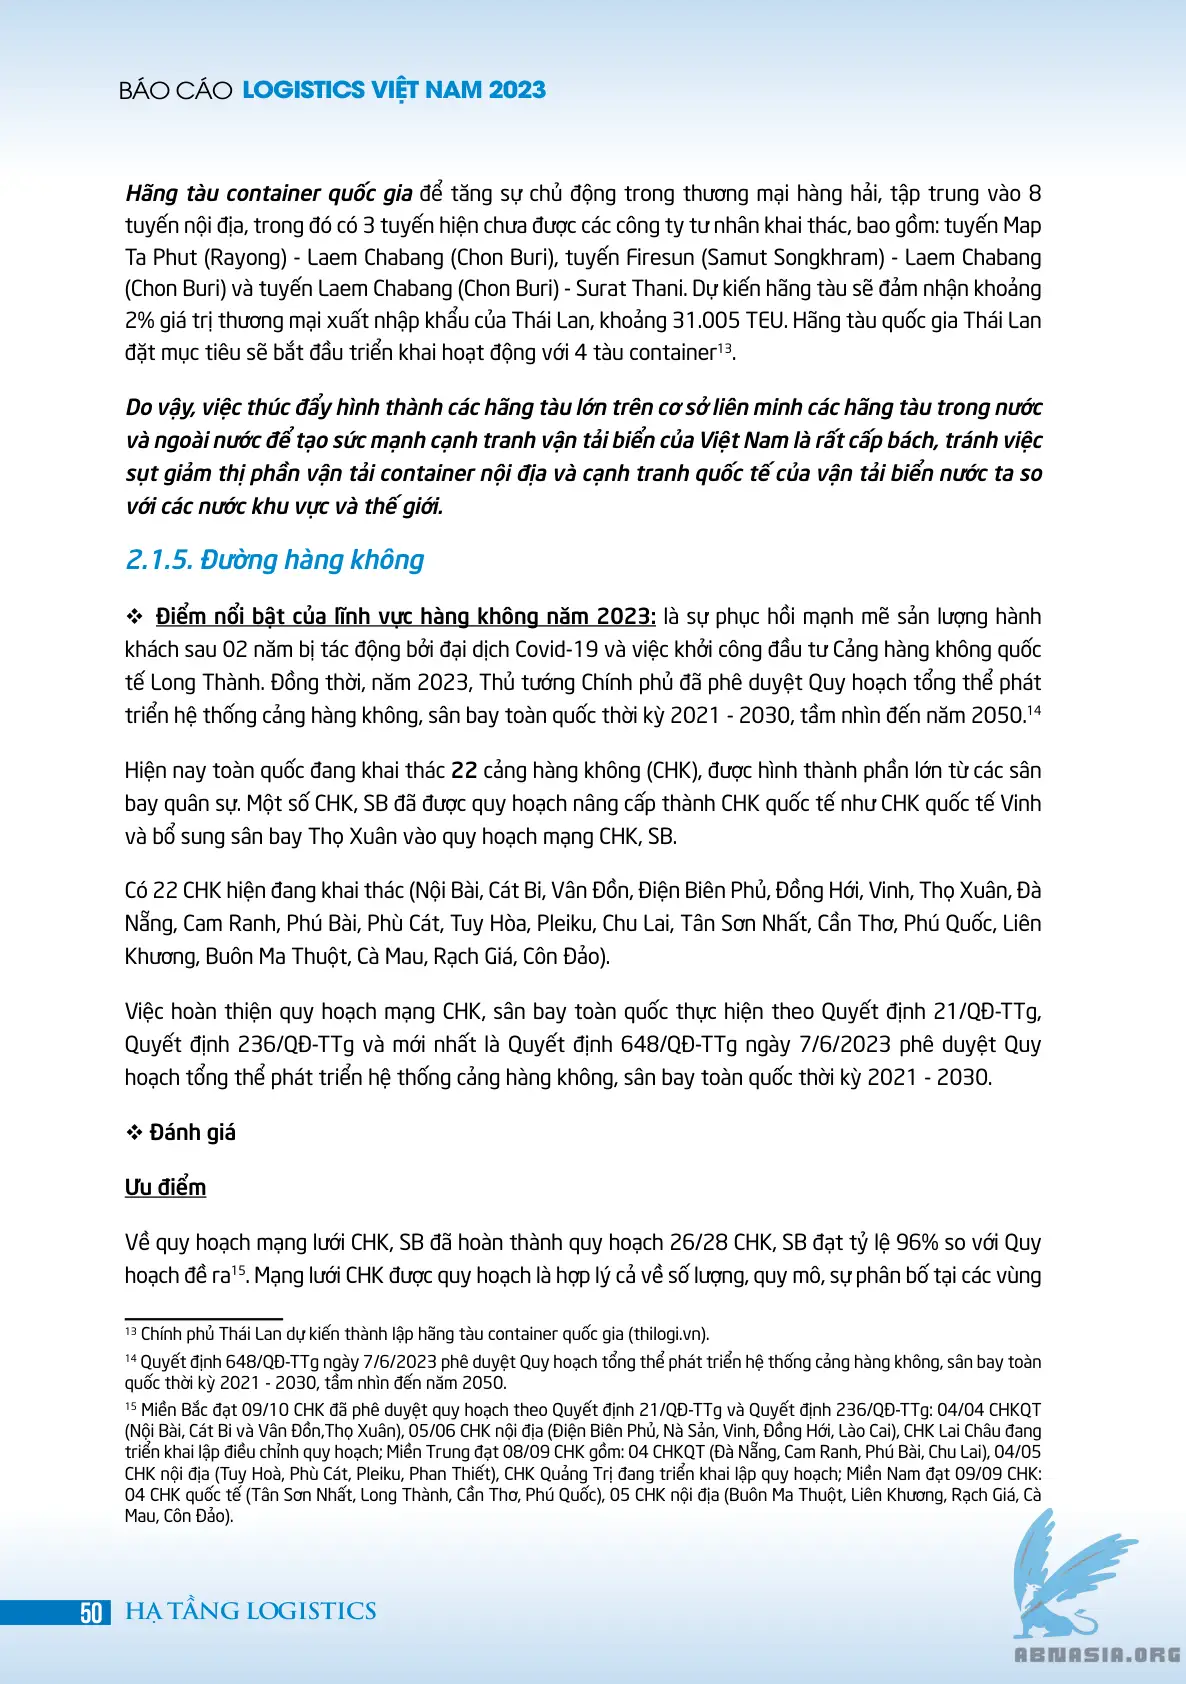 BÁO CÁO LOGISTICS VIỆT NAM 2023
Hãng tàu container quốc gia để tăng sự chủ động trong thương mại hàng hải, tập trung vào 8
tuyến nội địa, trong đó có 3 tuyến hiện chưa được các công ty tư nhân khai thác, bao gồm: tuyến Map
Ta Phut (Rayong) - Laem Chabang (Chon Buri), tuyến Firesun (Samut Songkhram) - Laem Chabang
(Chon Buri) và tuyến Laem Chabang (Chon Buri) - Surat Thani. Dự kiến hãng tàu sẽ đảm nhận khoảng
2% giá trị thương mại xuất nhập khẩu của Thái Lan, khoảng 31.005 TEU. Hãng tàu quốc gia Thái Lan
đặt mục tiêu sẽ bắt đầu triển khai hoạt động với 4 tàu container¹³.
Do vậy, việc thúc đẩy hình thành các hãng tàu lớn trên cơ sở liên minh các hãng tàu trong nước
và ngoài nước để tạo sức mạnh cạnh tranh vận tải biển của Việt Nam là rất cấp bách, tránh việc
sụt giảm thị phần vận tải container nội địa và cạnh tranh quốc tế của vận tải biển nước ta so
với các nước khu vực và thế giới.
2.1.5. Đường hàng không
❖ Điểm nổi bật của lĩnh vực hàng không năm 2023: là sự phục hồi mạnh mẽ sản lượng hành
khách sau 02 năm bị tác động bởi đại dịch Covid-19 và việc khởi công đầu tư Cảng hàng không quốc
tế Long Thành. Đồng thời, năm 2023, Thủ tướng Chính phủ đã phê duyệt Quy hoạch tổng thể phát
triển hệ thống cảng hàng không, sân bay toàn quốc thời kỳ 2021 - 2030, tầm nhìn đến năm 2050.¹⁴
Hiện nay toàn quốc đang khai thác 22 cảng hàng không (CHK), được hình thành phần lớn từ các sân
bay quân sự. Một số CHK, SB đã được quy hoạch nâng cấp thành CHK quốc tế như CHK quốc tế Vinh
và bổ sung sân bay Thọ Xuân vào quy hoạch mạng CHK, SB.
Có 22 CHK hiện đang khai thác (Nội Bài, Cát Bi, Vân Đồn, Điện Biên Phủ, Đồng Hới, Vinh, Thọ Xuân, Đà
Nẵng, Cam Ranh, Phú Bài, Phù Cát, Tuy Hòa, Pleiku, Chu Lai, Tân Sơn Nhất, Cần Thơ, Phú Quốc, Liên
Khương, Buôn Ma Thuột, Cà Mau, Rạch Giá, Côn Đảo).
Việc hoàn thiện quy hoạch mạng CHK, sân bay toàn quốc thực hiện theo Quyết định 21/QĐ-TTg,
Quyết định 236/QĐ-TTg và mới nhất là Quyết định 648/QĐ-TTg ngày 7/6/2023 phê duyệt Quy
hoạch tổng thể phát triển hệ thống cảng hàng không, sân bay toàn quốc thời kỳ 2021 - 2030.
❖ Đánh giá
Ưu điểm
Về quy hoạch mạng lưới CHK, SB đã hoàn thành quy hoạch 26/28 CHK, SB đạt tỷ lệ 96% so với Quy
hoạch đề ra¹⁵. Mạng lưới CHK được quy hoạch là hợp lý cả về số lượng, quy mô, sự phân bố tại các vùng
¹³ Chính phủ Thái Lan dự kiến thành lập hãng tàu container quốc gia (thilogi.vn).
¹⁴ Quyết định 648/QĐ-TTg ngày 7/6/2023 phê duyệt Quy hoạch tổng thể phát triển hệ thống cảng hàng không, sân bay toàn
quốc thời kỳ 2021 - 2030, tầm nhìn đến năm 2050.
¹⁵ Miền Bắc đạt 09/10 CHK đã phê duyệt quy hoạch theo Quyết định 21/QĐ-TTg và Quyết định 236/QĐ-TTg: 04/04 CHKQT
(Nội Bài, Cát Bi và Vân Đồn,Thọ Xuân), 05/06 CHK nội địa (Điện Biên Phủ, Nà Sản, Vinh, Đồng Hới, Lào Cai), CHK Lai Châu đang
triển khai lập điều chỉnh quy hoạch; Miền Trung đạt 08/09 CHK gồm: 04 CHKQT (Đà Nẵng, Cam Ranh, Phú Bài, Chu Lai), 04/05
CHK nội địa (Tuy Hoà, Phù Cát, Pleiku, Phan Thiết), CHK Quảng Trị đang triển khai lập quy hoạch; Miền Nam đạt 09/09 CHK:
04 CHK quốc tế (Tân Sơn Nhất, Long Thành, Cần Thơ, Phú Quốc), 05 CHK nội địa (Buôn Ma Thuột, Liên Khương, Rạch Giá, Cà
Mau, Côn Đảo).
50 HẠ TẦNG LOGISTICS
ABNASIA.ORG